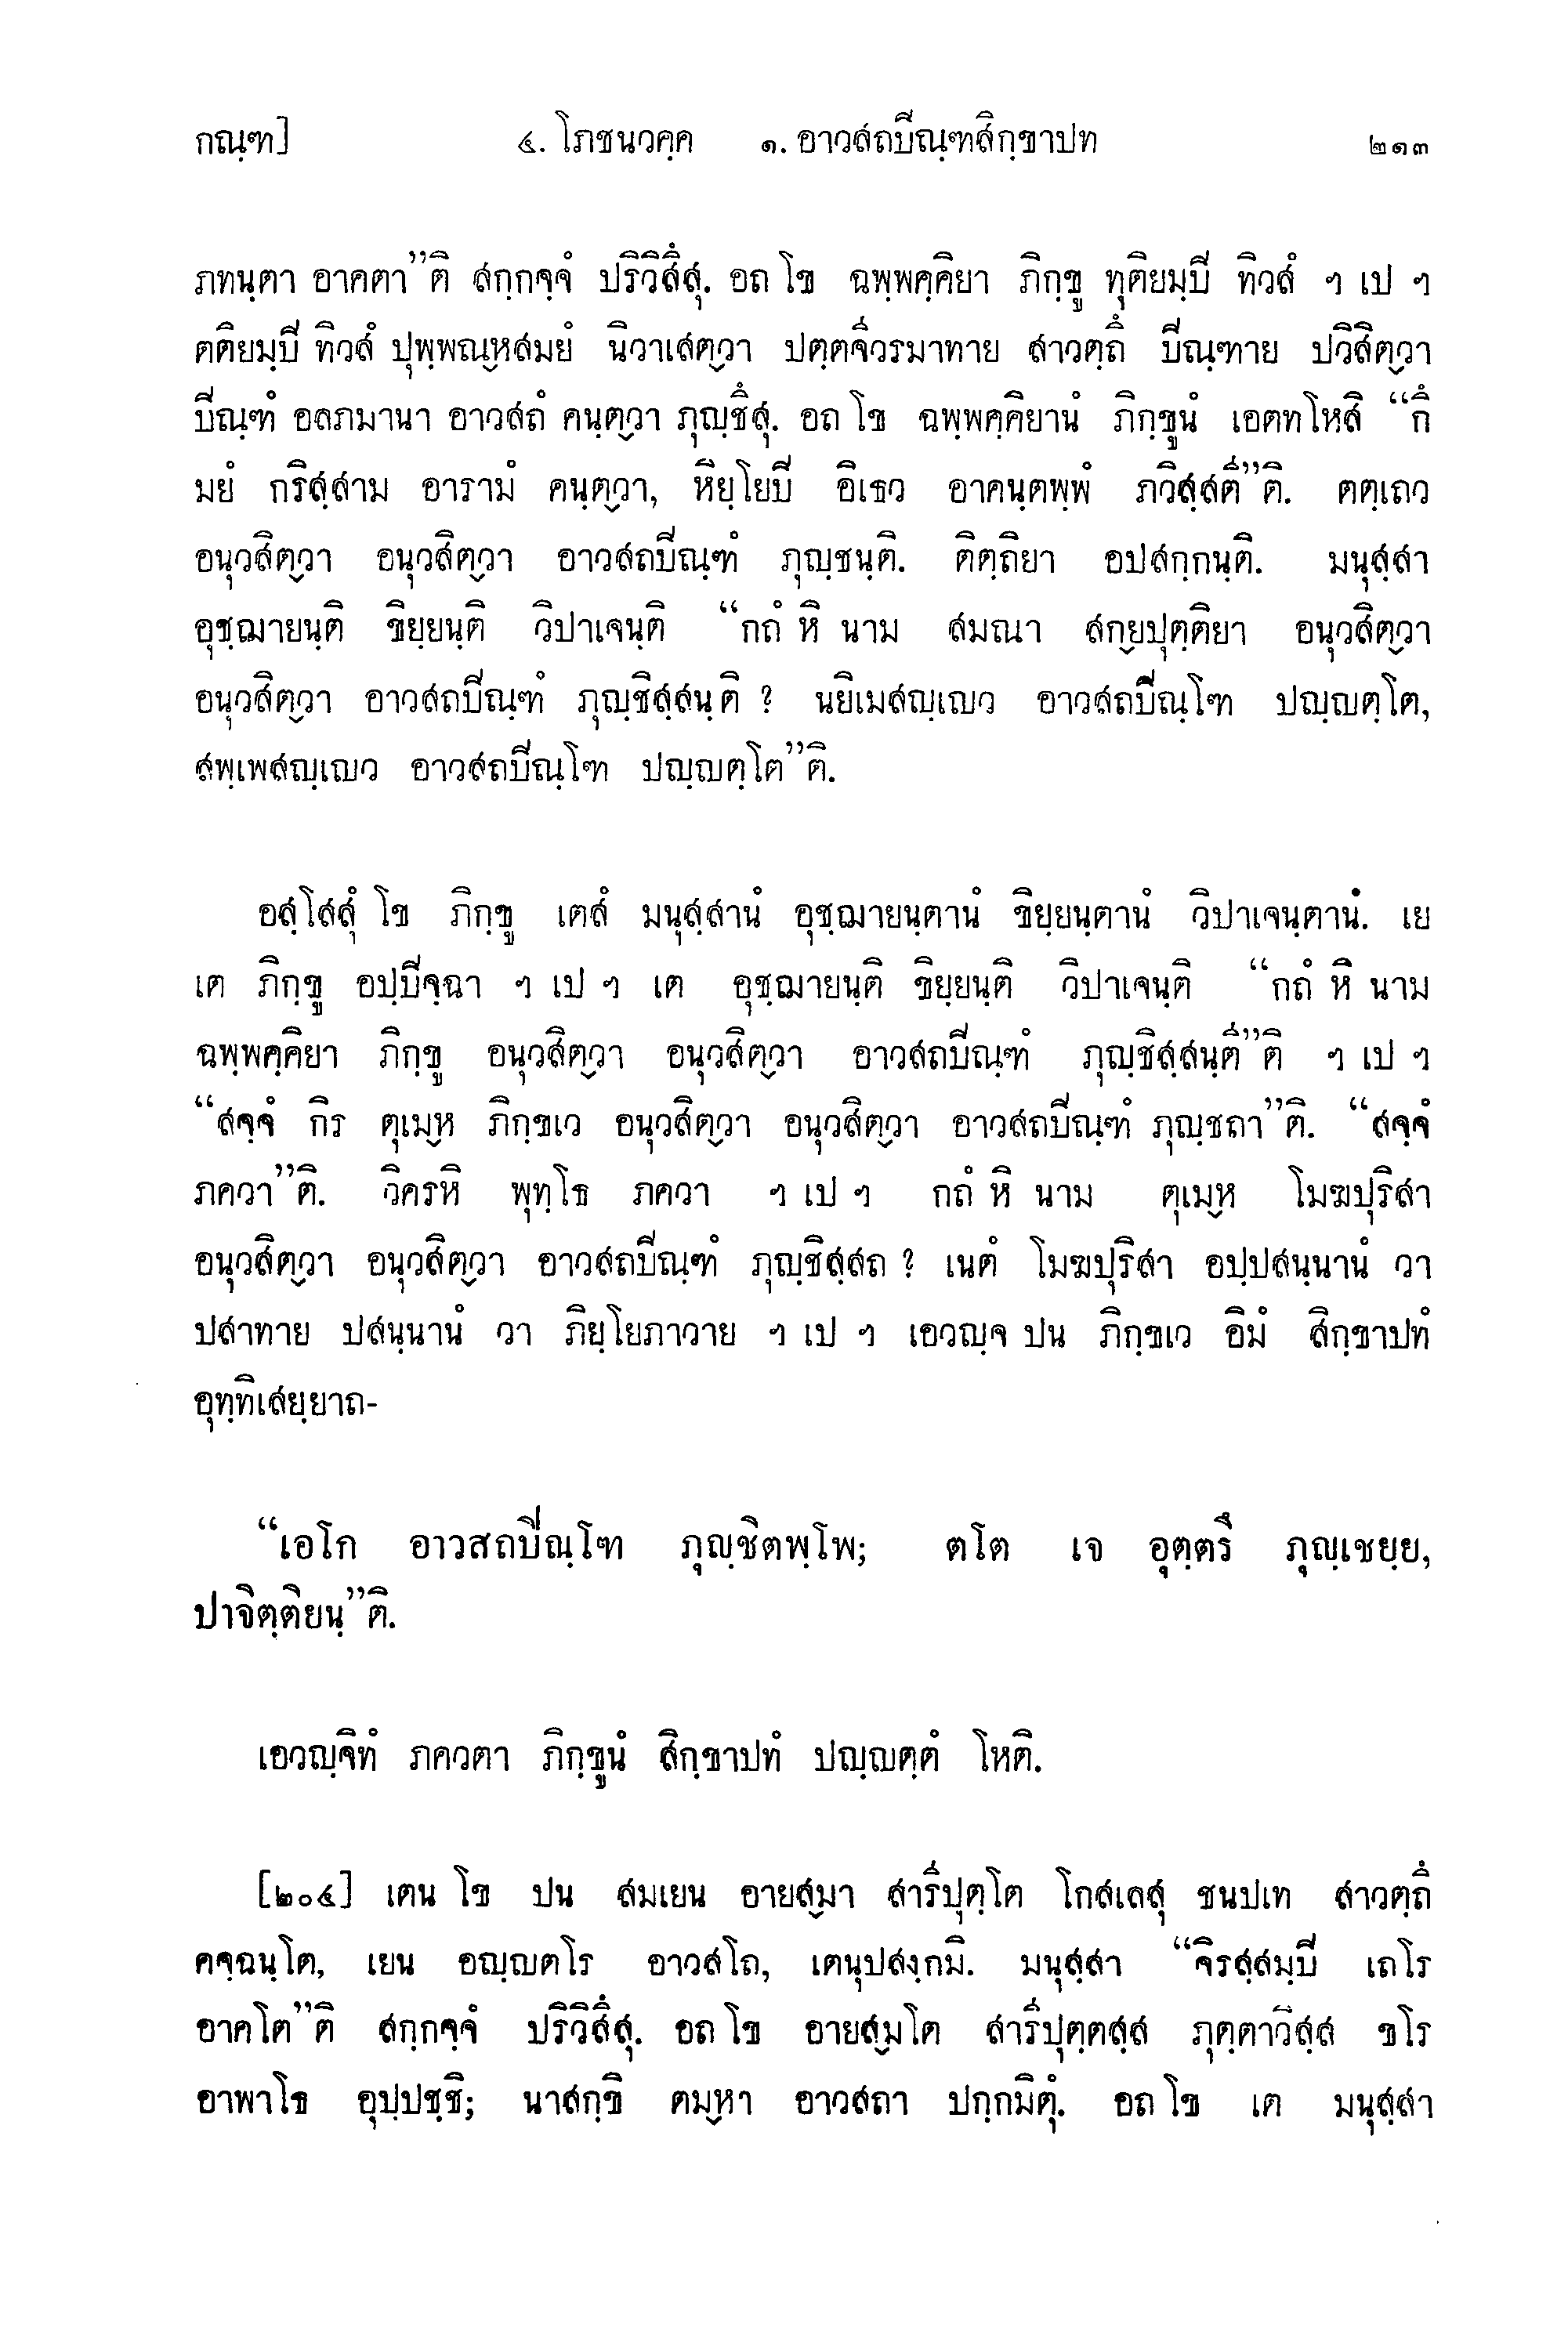 กณฺฑ]	๔. โภชนวคฺค	๑. อาวสถปิณฺฑสิกฺขาปท	๒๑๓
ภทนฺตา อาคตา”ติ สกฺกจฺจํ ปริวิสึสุ. อถ โข ฉพฺพคฺคิยา ภิกฺขู ทุติยมฺปิ ทิวสํ ฯ เป ฯ
ตติยมฺปิ ทิวสํ ปุพฺพณฺหสมยํ นิวาเสตฺวา ปตฺตจีวรมาทาย สาวตฺถึ ปิณฺฑาย ปวิสิตฺวา
ปิณฺฑํ อลภมานา อาวสถํ คนฺตฺวา ภุญฺชึสุ. อถ โข ฉพฺพคฺคิยานํ ภิกฺขูนํ เอตทโหสิ “กึ
มยํ กริสฺสาม อารามํ คนฺตฺวา, หิยฺโยปิ อิเธว อาคนฺตพฺพํ ภวิสฺสตี”ติ. ตตฺเถว
อนุวสิตฺวา อนุวสิตฺวา อาวสถปิณฺฑํ ภุญฺชนฺติ. ติตฺถิยา อปสกฺกนฺติ. มนุสฺสา
อุชฺฌายนฺติ ขิยฺยนฺติ วิปาเจนฺติ “กถํ หิ นาม สมณา สกฺยปุตฺติยา อนุวสิตฺวา
อนุวสิตฺวา อาวสถปิณฺฑํ ภุญฺชิสฺสนฺติ ? นยิเมสญฺเญว อาวสถปิณฺโฑ ปญฺญตฺโต,
สพฺเพสญฺเญว อาวสถปิณฺโฑ ปญฺญตฺโต”ติ.
อสฺโสสุํ โข ภิกฺขู เตสํ มนุสฺสานํ อุชฺฌายนฺตานํ ขิยฺยนฺตานํ วิปาเจนฺตานํ. เย
เต ภิกฺขู อปฺปิจฺฉา ฯ เป ฯ เต อุชฺฌายนฺติ ขิยฺยนฺติ วิปาเจนฺติ “กถํ หิ นาม
ฉพฺพคฺคิยา ภิกฺขู อนุวสิตฺวา อนุวสิตฺวา อาวสถปิณฺฑํ ภุญฺชิสฺสนฺตี”ติ ฯ เป ฯ
“สจฺจํ กิร ตุเมฺห ภิกฺขเว อนุวสิตฺวา อนุวสิตฺวา อาวสถปิณฺฑํ ภุญฺชถา”ติ. “สจฺจํ
ภควา”ติ. วิครหิ พุทฺโธ ภควา ฯ เป ฯ กถํ หิ นาม ตุเมฺห โมฆปุริสา
อนุวสิตฺวา อนุวสิตฺวา อาวสถปิณฺฑํ ภุญฺชิสฺสถ ? เนตํ โมฆปุริสา อปฺปสนฺนานํ วา
ปสาทาย ปสนฺนานํ วา ภิยฺโยภาวาย ฯ เป ฯ เอวญฺจ ปน ภิกฺขเว อิมํ สิกฺขาปทํ
อุทฺทิเสยฺยาถ-
“เอโก อาวสถปิณฺโฑ ภุญฺชิตพฺโพ; ตโต เจ อุตฺตรึ ภุญฺเชยฺย,
ปาจิตฺติยนฺ”ติ.
เอวญฺจิทํ ภควตา ภิกฺขูนํ สิกฺขาปทํ ปญฺญตฺตํ โหติ.
[๒๐๔] เตน โข ปน สมเยน อายสฺมา สารีปุตฺโต โกสเลสุ ชนปเท สาวตฺถึ
คจฺฉนฺโต, เยน อญฺญตโร อาวสโถ, เตนุปสงฺกมิ. มนุสฺสา “จิรสฺสมฺปิ เถโร
อาคโต”ติ สกฺกจฺจํ ปริวิสึสุ. อถ โข อายสฺมโต สารีปุตฺตสฺส ภุตฺตาวิสฺส ขโร
อาพาโธ อุปฺปชฺชิ; นาสกฺขิ ตมฺหา อาวสถา ปกฺกมิตุํ. อถ โข เต มนุสฺสา